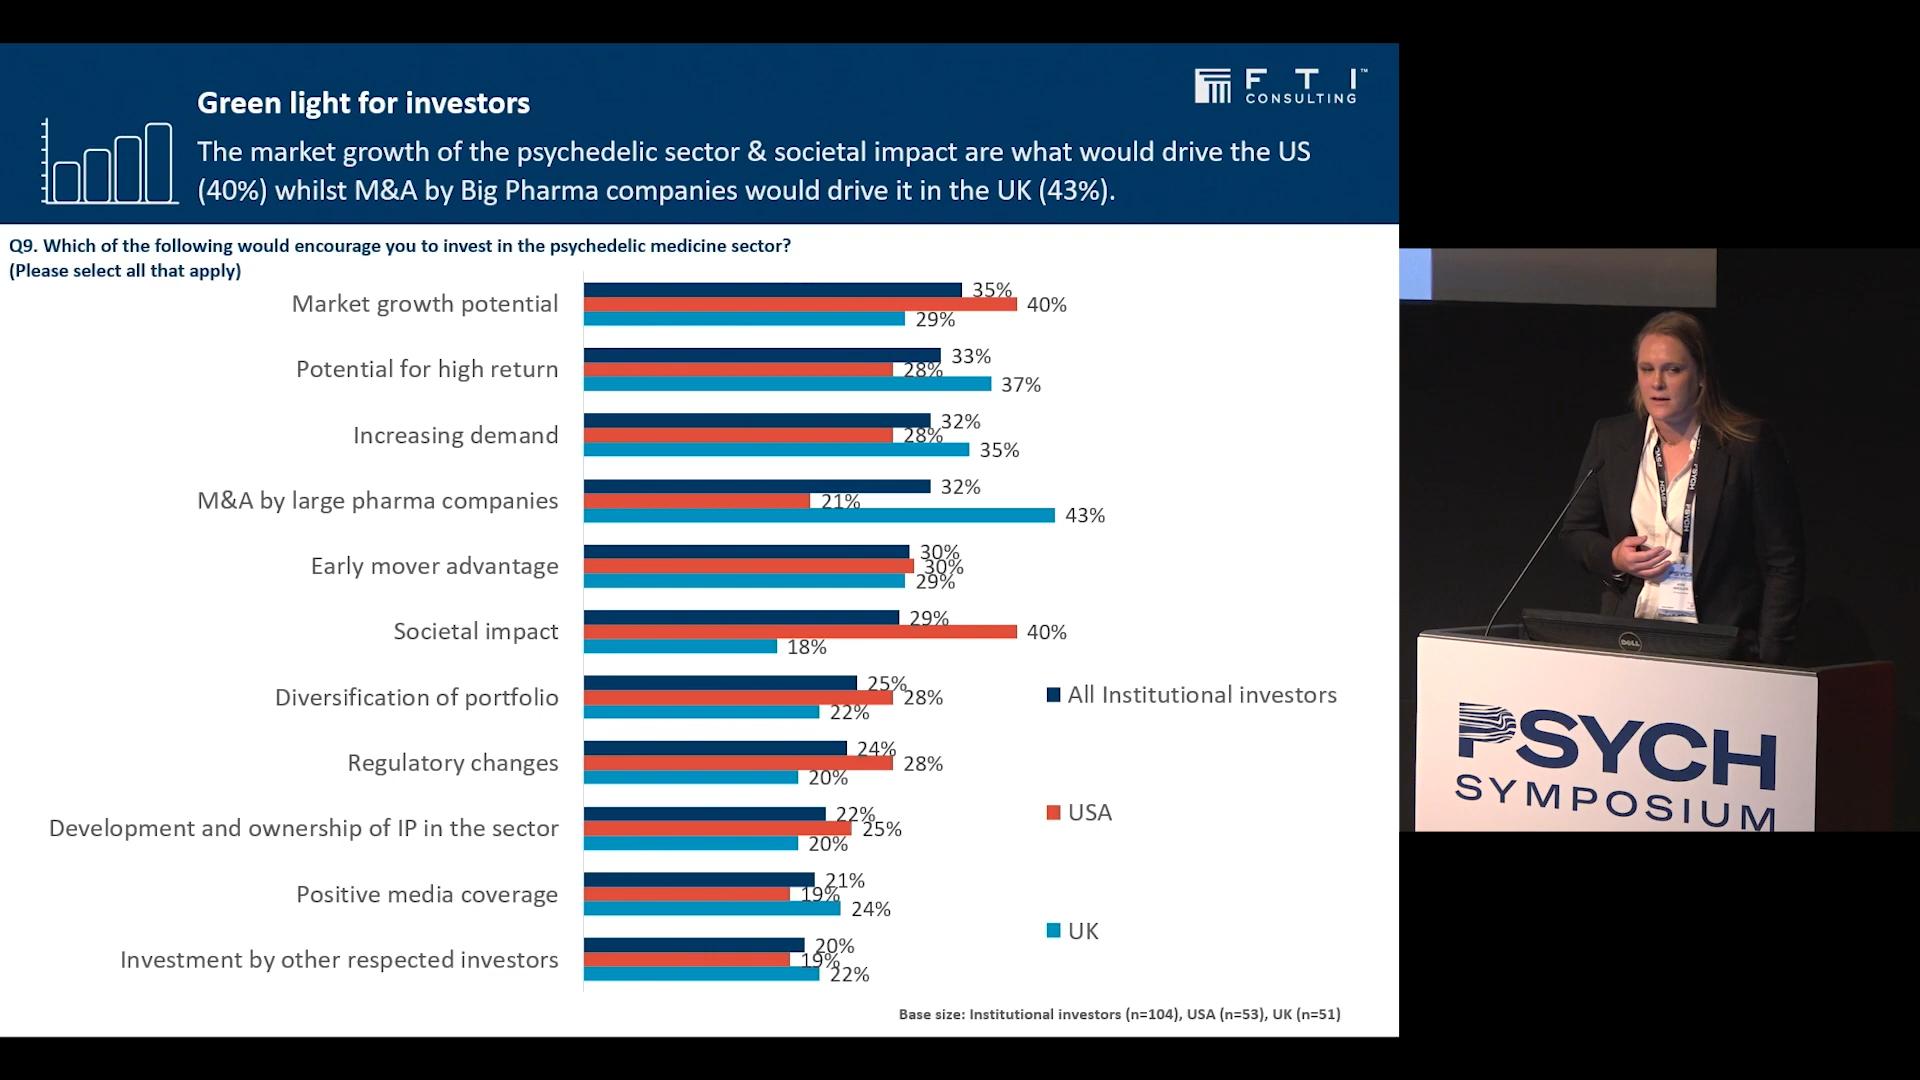 Green light for investors
The market growth of the psychedelic sector & societal impact are what would drive the US
(40%) whilst M&A by Big Pharma companies would drive it in the UK (43%).
F T I™
CONSULTING
Q9. Which of the following would encourage you to invest in the psychedelic medicine sector?
(Please select all that apply)
Market growth potential
35%
40%
29%
Potential for high return
33%
28%
37%
Increasing demand
32%
28%
35%
M&A by large pharma companies
32%
21%
43%
Early mover advantage
30%
30%
29%
Societal impact
29%
40%
18%
Diversification of portfolio
25%
28%
22%
Regulatory changes
24%
28%
20%
Development and ownership of IP in the sector
22%
25%
20%
Positive media coverage
21%
19%
24%
Investment by other respected investors
20%
19%
22%
All Institutional investors
USA
UK
Base size: Institutional investors (n=104), USA (n=53), UK (n=51)
PSYCH
PSYCH
PSYCH
DELL
PSYCH
SYMPOSIUM